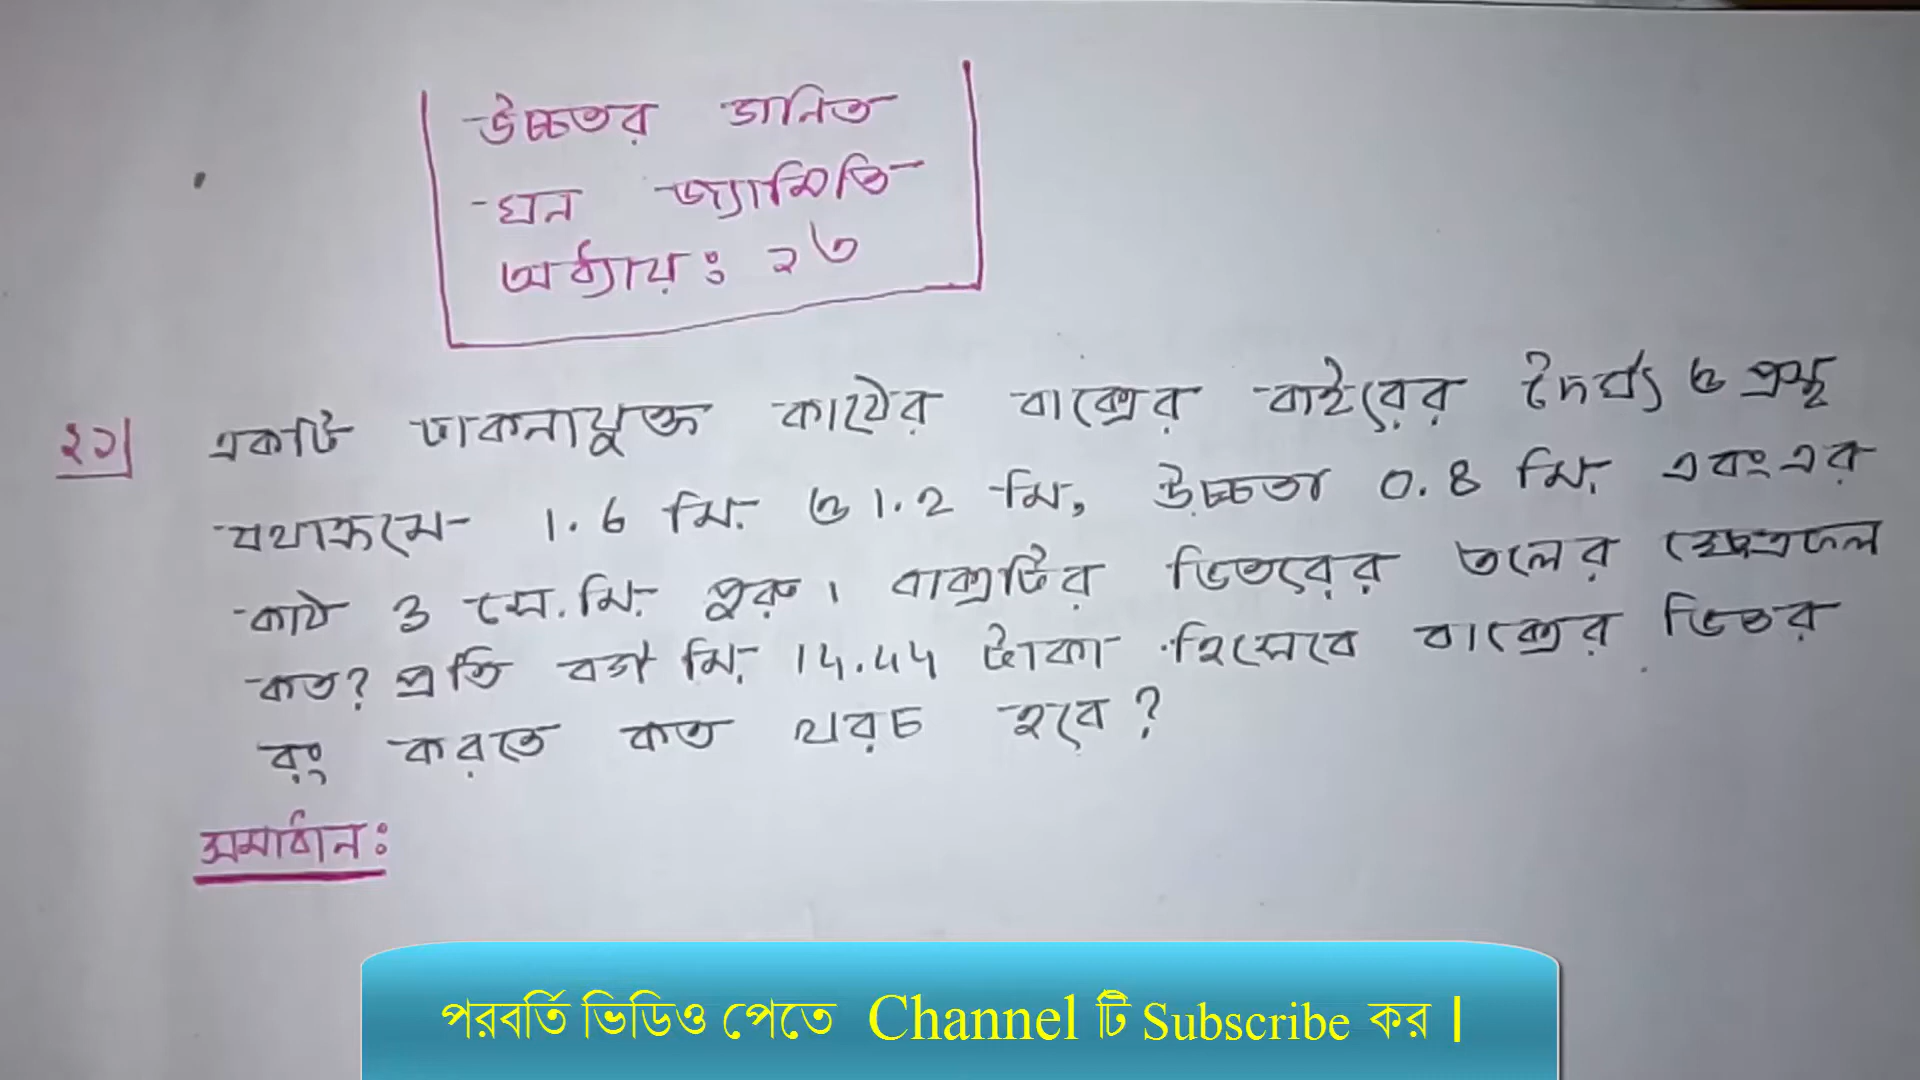 উচ্চতর গনিত
ঘন জ্যামিতি
অধ্যায়ঃ ১৩
২১| একটি ঢাকনাযুক্ত কাঠের বাক্সের বাইরের দৈর্ঘ্য ও প্রস্থ
যথাক্রমে 1.6 মি. ও 1.2 মি, উচ্চতা 0.8 মি. এবং এর
কাঠ 3 সে.মি. পুরু। বাক্সটির ভিতরের তলের ক্ষেত্রফল
কত? প্রতি বর্গ মি. 14.44 টাকা হিসেবে বাক্সের ভিতর
রং করতে কত খরচ হবে?
সমাধানঃ
পরবর্তি ভিডিও পেতে Channel টি Subscribe কর।